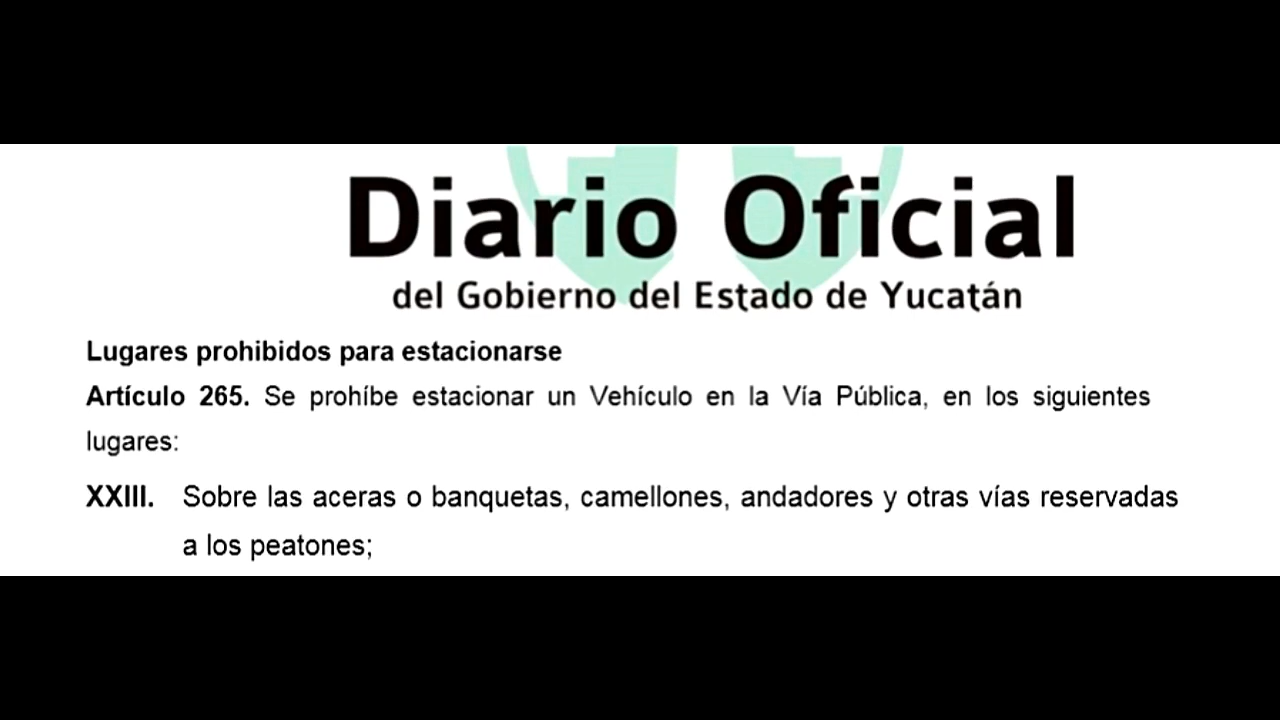 Diario Oficial
del Gobierno del Estado de Yucatán
Lugares prohibidos para estacionarse
Artículo 265. Se prohíbe estacionar un Vehículo en la Vía Pública, en los siguientes
lugares:
XXIII. Sobre las aceras o banquetas, camellones, andadores y otras vías reservadas
a los peatones;